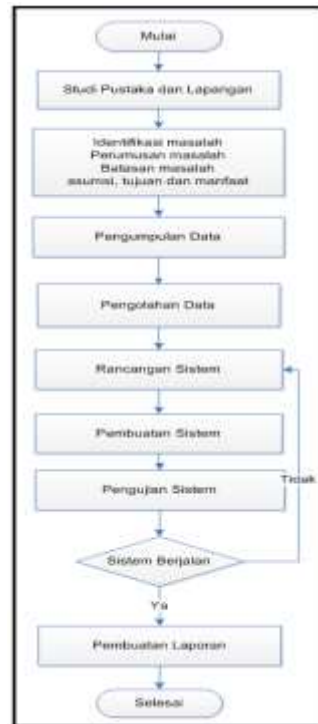 Mulai
Studi Pustaka dan Lapangan
Identifikasi masalah
Perumusan masalah
Batasan masalah
asumsi, tujuan dan manfaat
Pengumpulan Data
Pengolahan Data
Rancangan Sistem
Pembuatan Sistem
Pengujian Sistem
Tidak
Sistem Berjalan
Ya
Pembuatan Laporan
Selesai